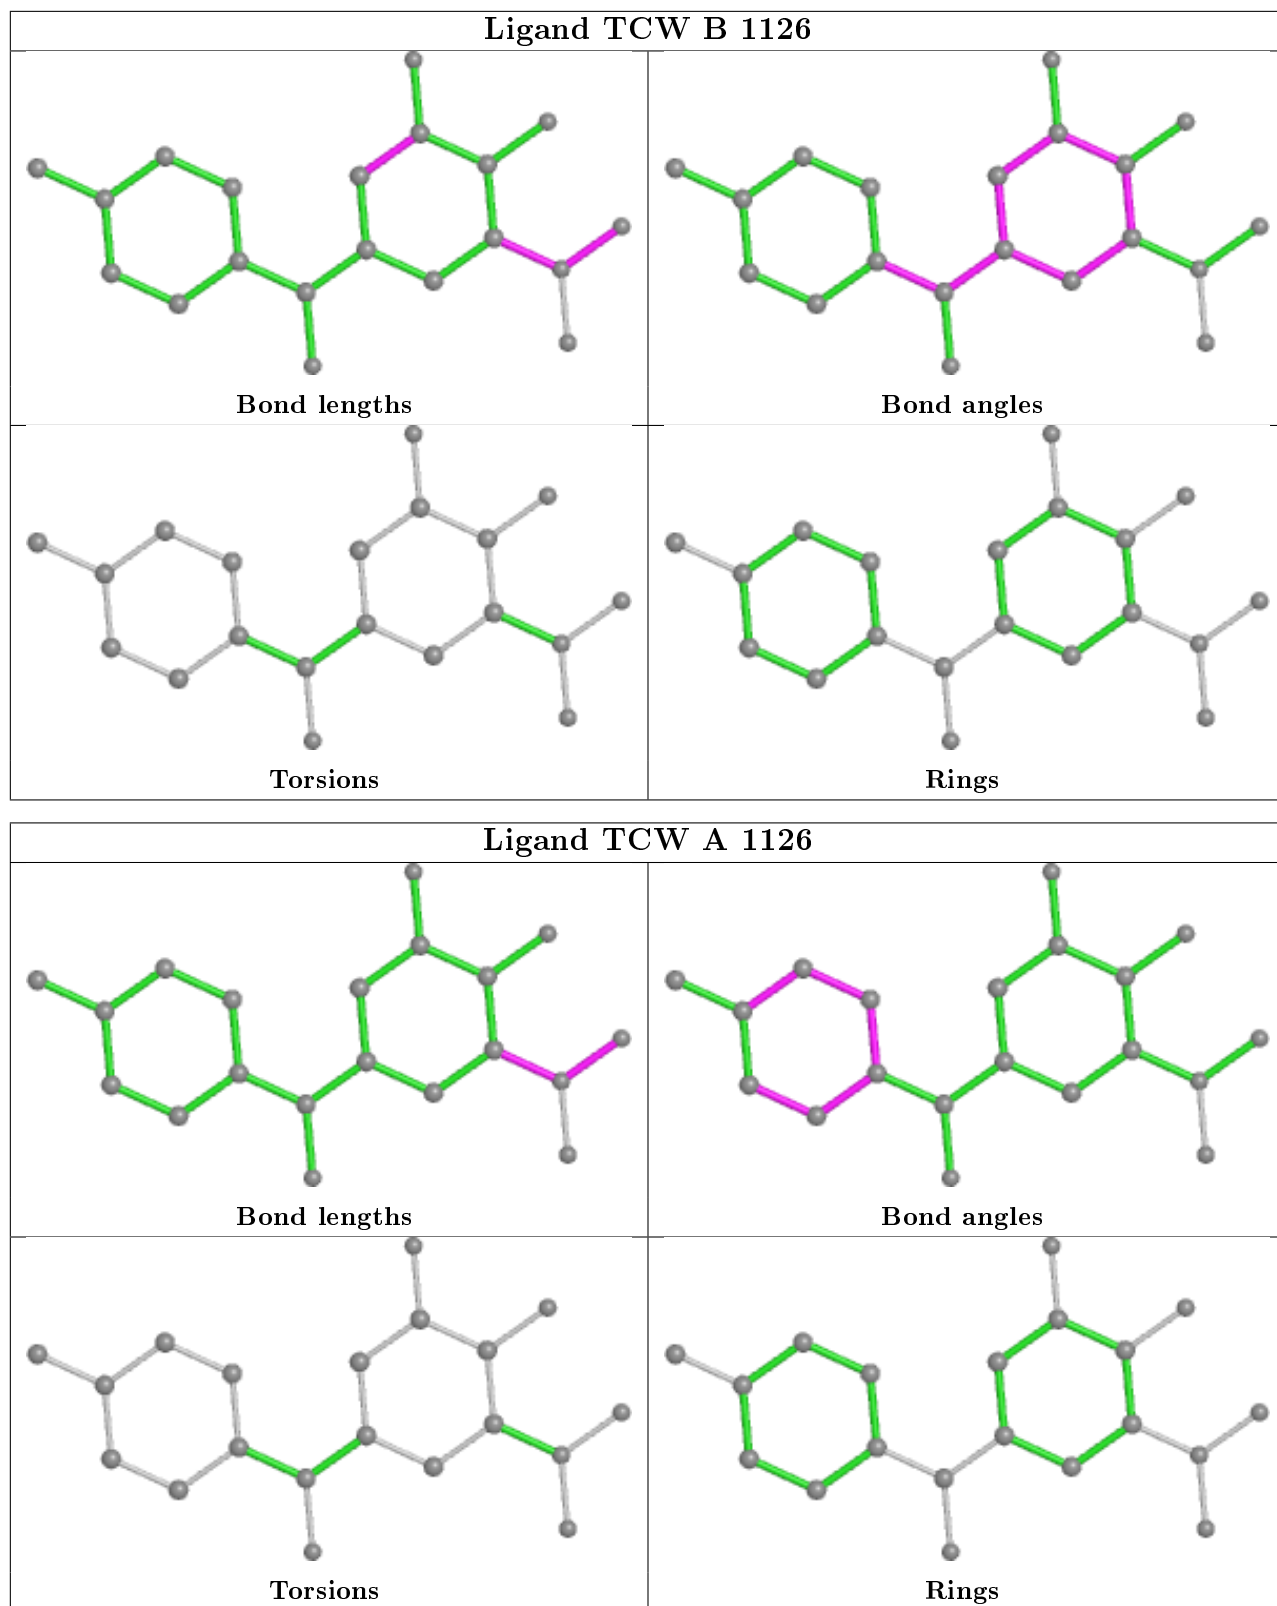 Ligand TCW B 1126
Bond lengths
Bond angles
Torsions
Rings
Ligand TCW A 1126
Bond lengths
Bond angles
Torsions
Rings